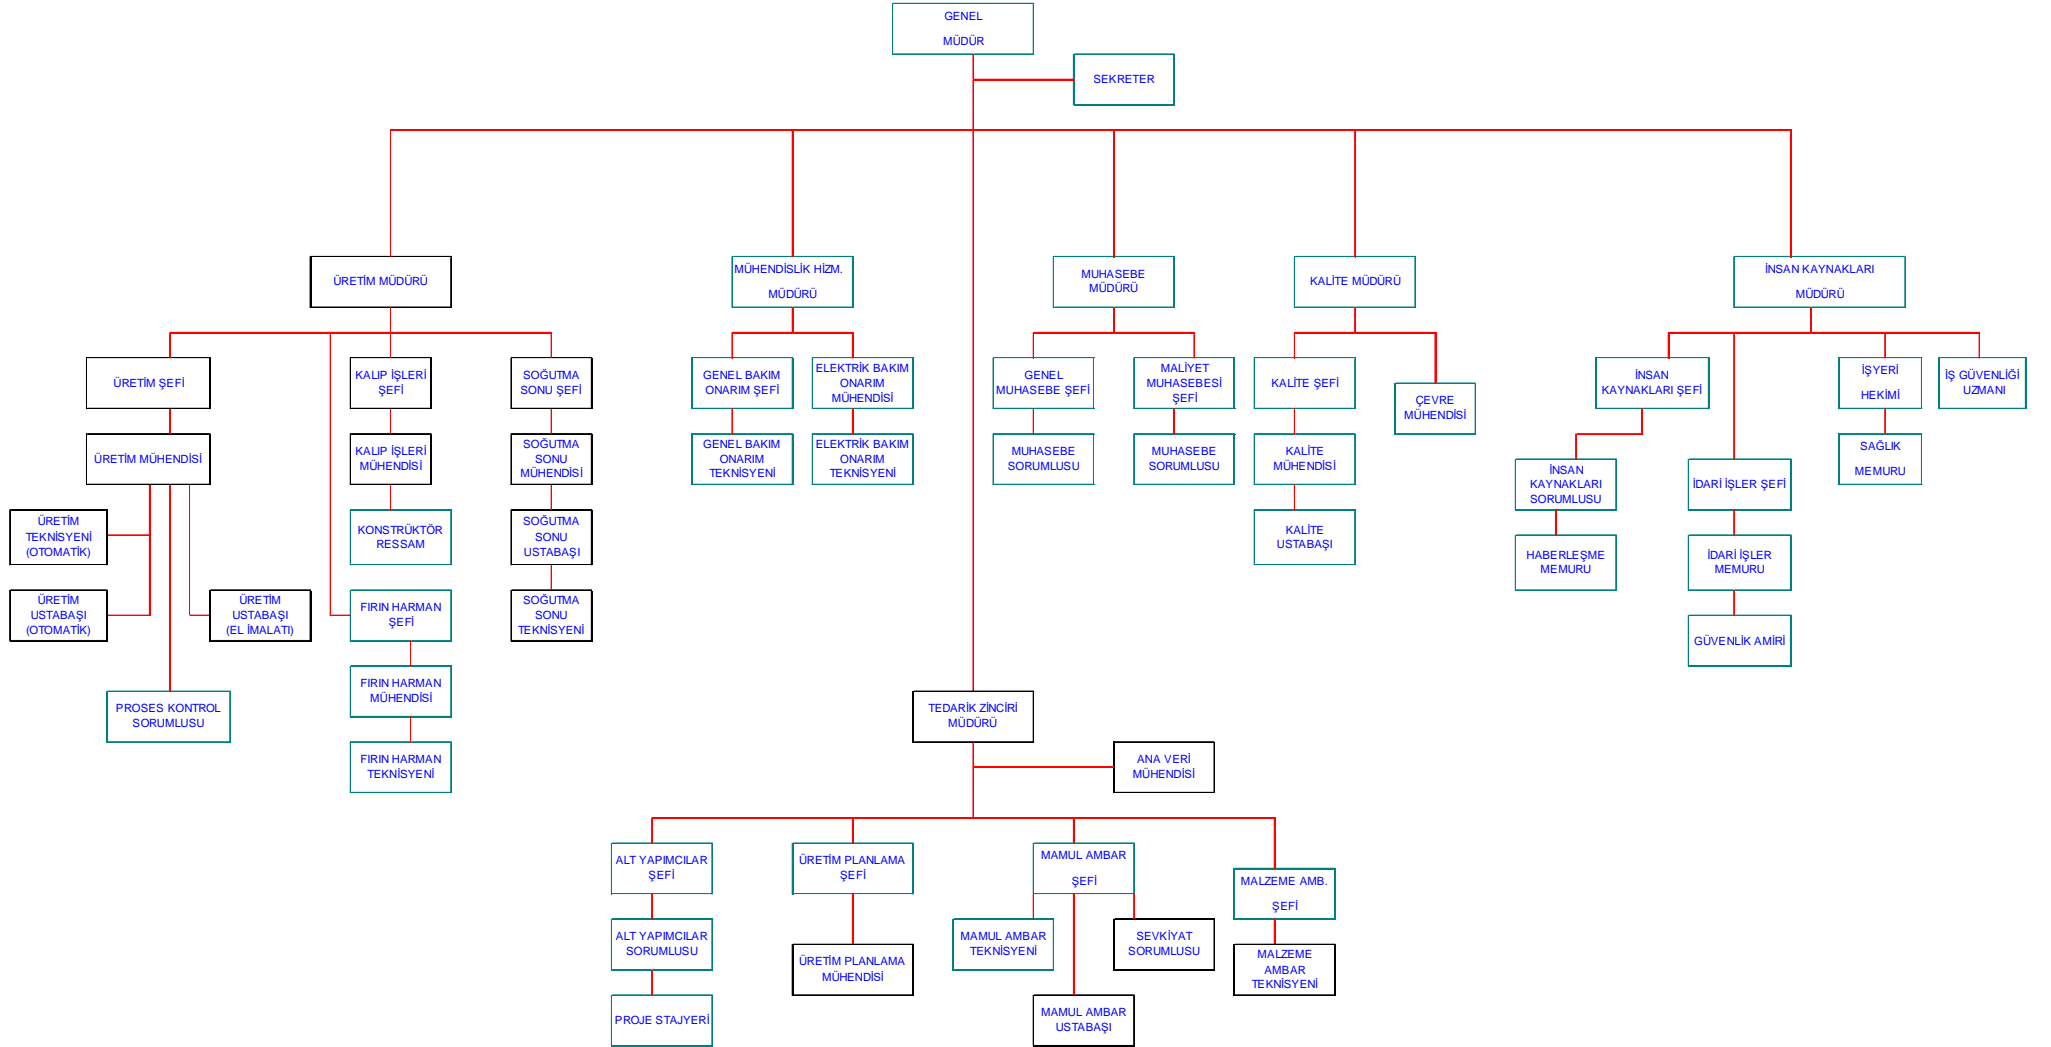 GENEL
MÜDÜR
SEKRETER
ÜRETİM MÜDÜRÜ
MÜHENDİSLİK HİZM.
MÜDÜRÜ
MUHASEBE
MÜDÜRÜ
KALİTE MÜDÜRÜ
İNSAN KAYNAKLARI
MÜDÜRÜ
ÜRETİM ŞEFİ
KALIP İŞLERİ
ŞEFİ
SOĞUTMA
SONU ŞEFİ
GENEL BAKIM
ONARIM ŞEFİ
ELEKTRİK BAKIM
ONARIM
MÜHENDİSİ
GENEL
MUHASEBE ŞEFİ
MALİYET
MUHASEBESİ
ŞEFİ
KALİTE ŞEFİ
ÇEVRE
MÜHENDİSİ
İNSAN
KAYNAKLARI ŞEFİ
İŞYERİ
HEKİMİ
İŞ GÜVENLİĞİ
UZMANI
ÜRETİM MÜHENDİSİ
KALIP İŞLERİ
MÜHENDİSİ
SOĞUTMA
SONU
MÜHENDİSİ
GENEL BAKIM
ONARIM
TEKNİSYENİ
ELEKTRİK BAKIM
ONARIM
TEKNİSYENİ
MUHASEBE
SORUMLUSU
MUHASEBE
SORUMLUSU
KALİTE
MÜHENDİSİ
İNSAN
KAYNAKLARI
SORUMLUSU
İDARİ İŞLER ŞEFİ
SAĞLIK
MEMURU
ÜRETİM
TEKNİSYENİ
(OTOMATİK)
KONSTRÜKTÖR
RESSAM
SOĞUTMA
SONU
USTABAŞI
KALİTE
USTABAŞI
HABERLEŞME
MEMURU
İDARİ İŞLER
MEMURU
ÜRETİM
USTABAŞI
(OTOMATİK)
ÜRETİM
USTABAŞI
(EL İMALATI)
FIRIN HARMAN
ŞEFİ
SOĞUTMA
SONU
TEKNİSYENİ
GÜVENLİK AMİRİ
PROSES KONTROL
SORUMLUSU
FIRIN HARMAN
MÜHENDİSİ
TEDARİK ZİNCİRİ
MÜDÜRÜ
FIRIN HARMAN
TEKNİSYENİ
ANA VERİ
MÜHENDİSİ
ALT YAPIMCILAR
ŞEFİ
ÜRETİM PLANLAMA
ŞEFİ
MAMUL AMBAR
ŞEFİ
MALZEME AMB.
ŞEFİ
ALT YAPIMCILAR
SORUMLUSU
ÜRETİM PLANLAMA
MÜHENDİSİ
MAMUL AMBAR
TEKNİSYENİ
SEVKİYAT
SORUMLUSU
MALZEME
AMBAR
TEKNİSYENİ
PROJE STAJYERİ
MAMUL AMBAR
USTABAŞI